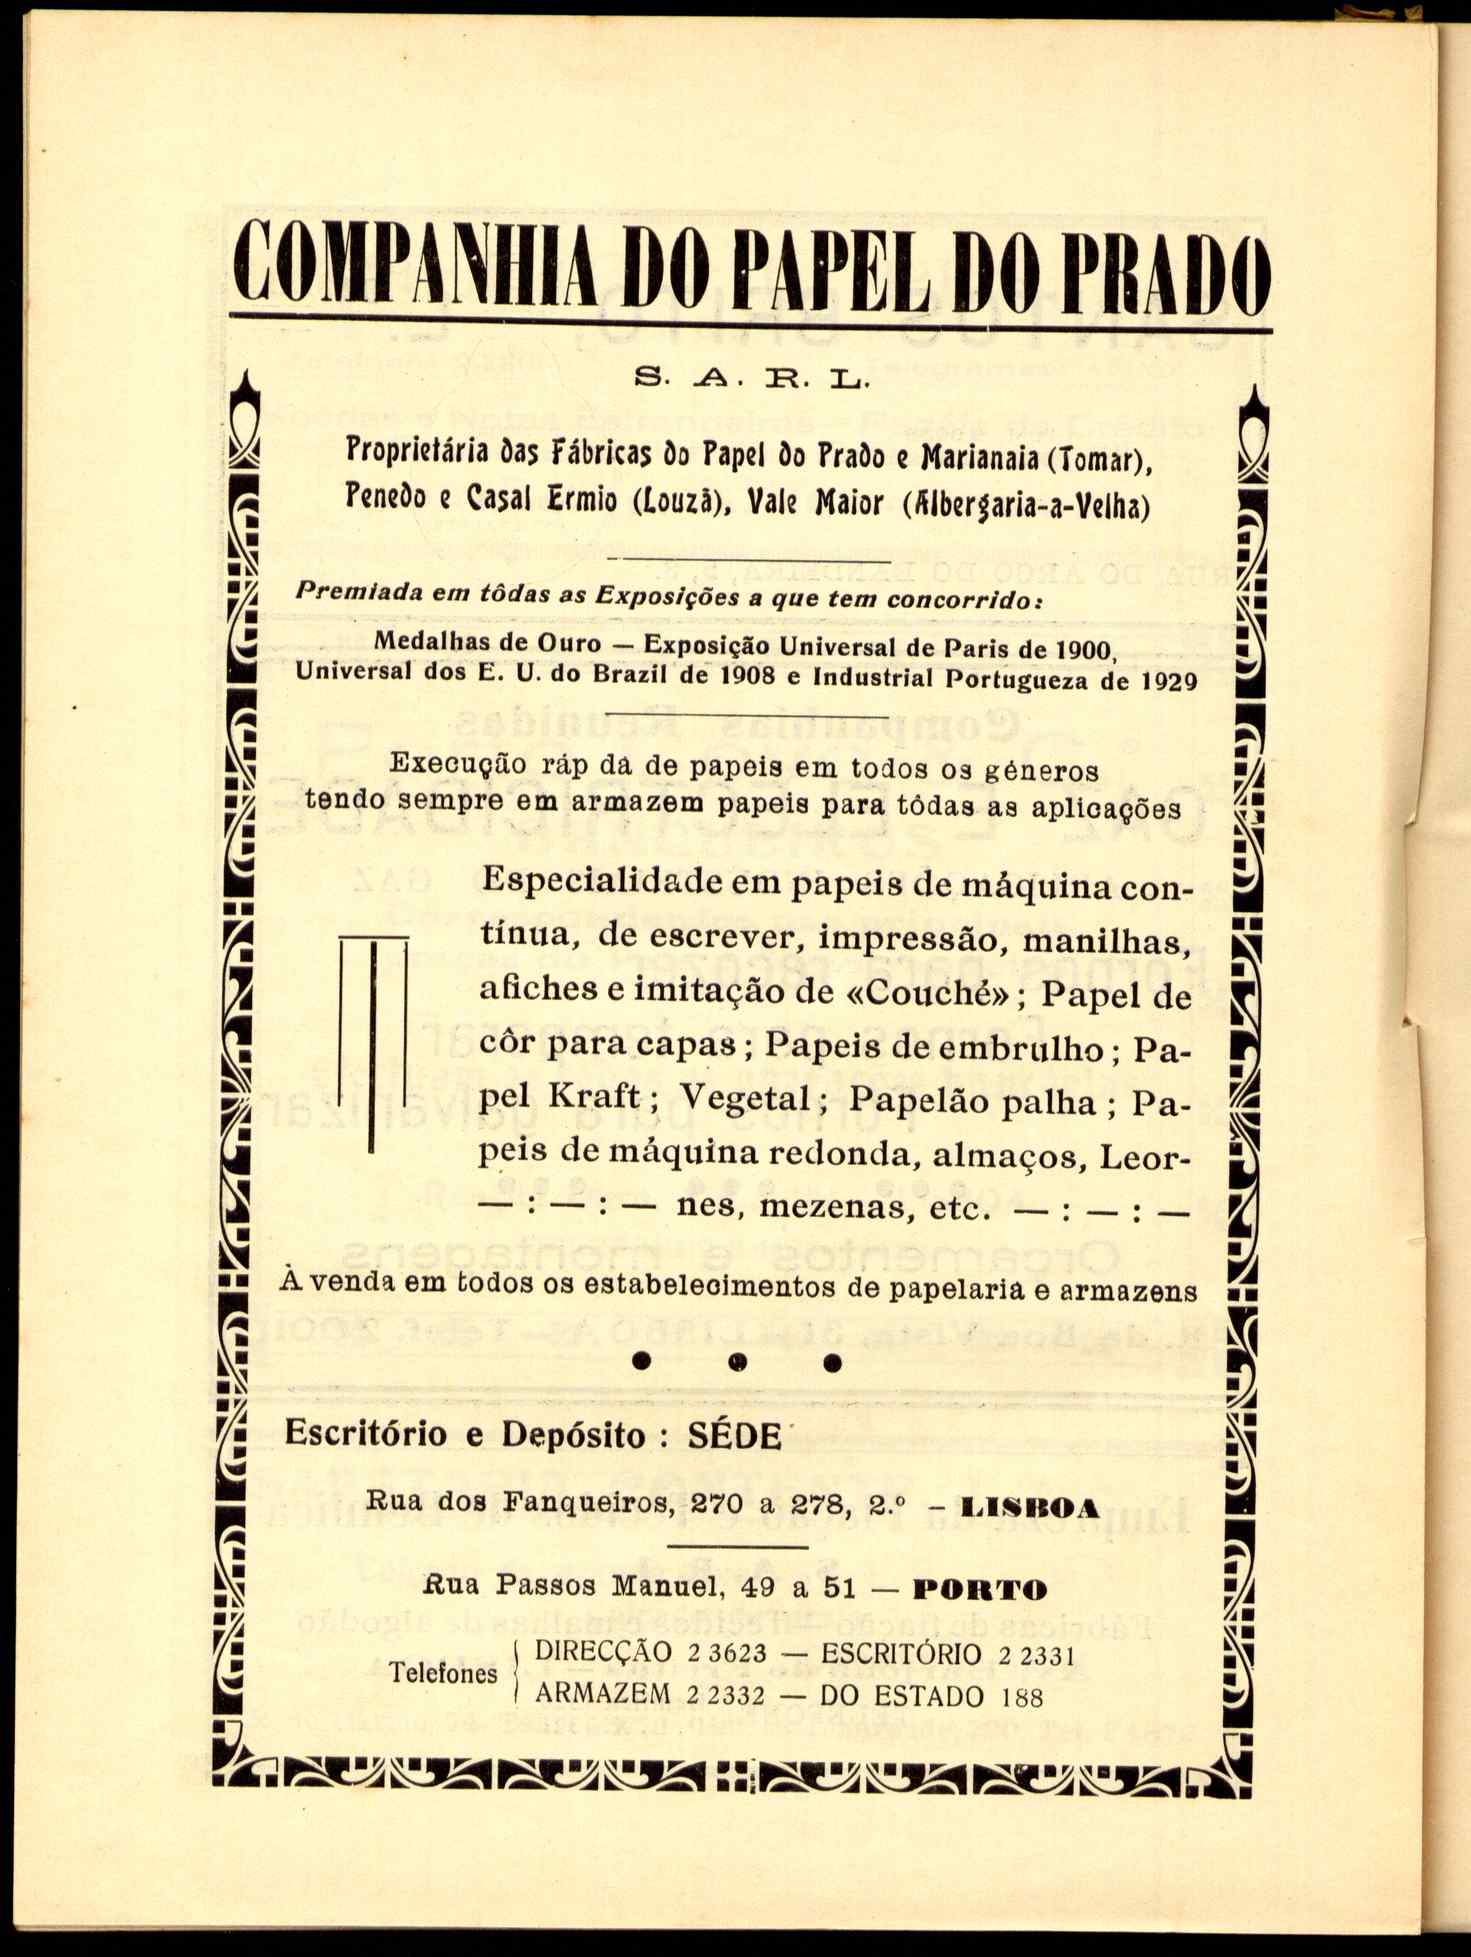 COMPANHIA DO PAPEL DO PRADO
S. A. R. L.
Proprietária das Fábricas do Papel do Prado e Marianaia (Tomar),
Penedo e Casal Ermio (Louzã), Vale Maior (Albergaria-a-Velha)
Premiada em tôdas as Exposições a que tem concorrido:
Medalhas de Ouro — Exposição Universal de Paris de 1900,
Universal dos E. U. do Brazil de 1908 e Industrial Portugueza de 1929
Execução ráp da de papeis em todos os géneros
tendo sempre em armazem papeis para tôdas as aplicações
Especialidade em papeis de máquina con-
tínua, de escrever, impressão, manilhas,
afiches e imitação de «Couché»; Papel de
côr para capas; Papeis de embrulho; Pa-
pel Kraft; Vegetal; Papelão palha; Pa-
peis de máquina redonda, almaços, Leor-
— : — : — nes, mezenas, etc. — : — : —
À venda em todos os estabelecimentos de papelaria e armazens
Escritório e Depósito : SÉDE
Rua dos Fanqueiros, 270 a 278, 2.º – LISBOA
Rua Passos Manuel, 49 a 51 — PORTO
Telefones { DIRECÇÃO 2 3623 — ESCRITÓRIO 2 2331
ARMAZEM 2 2332 — DO ESTADO 188